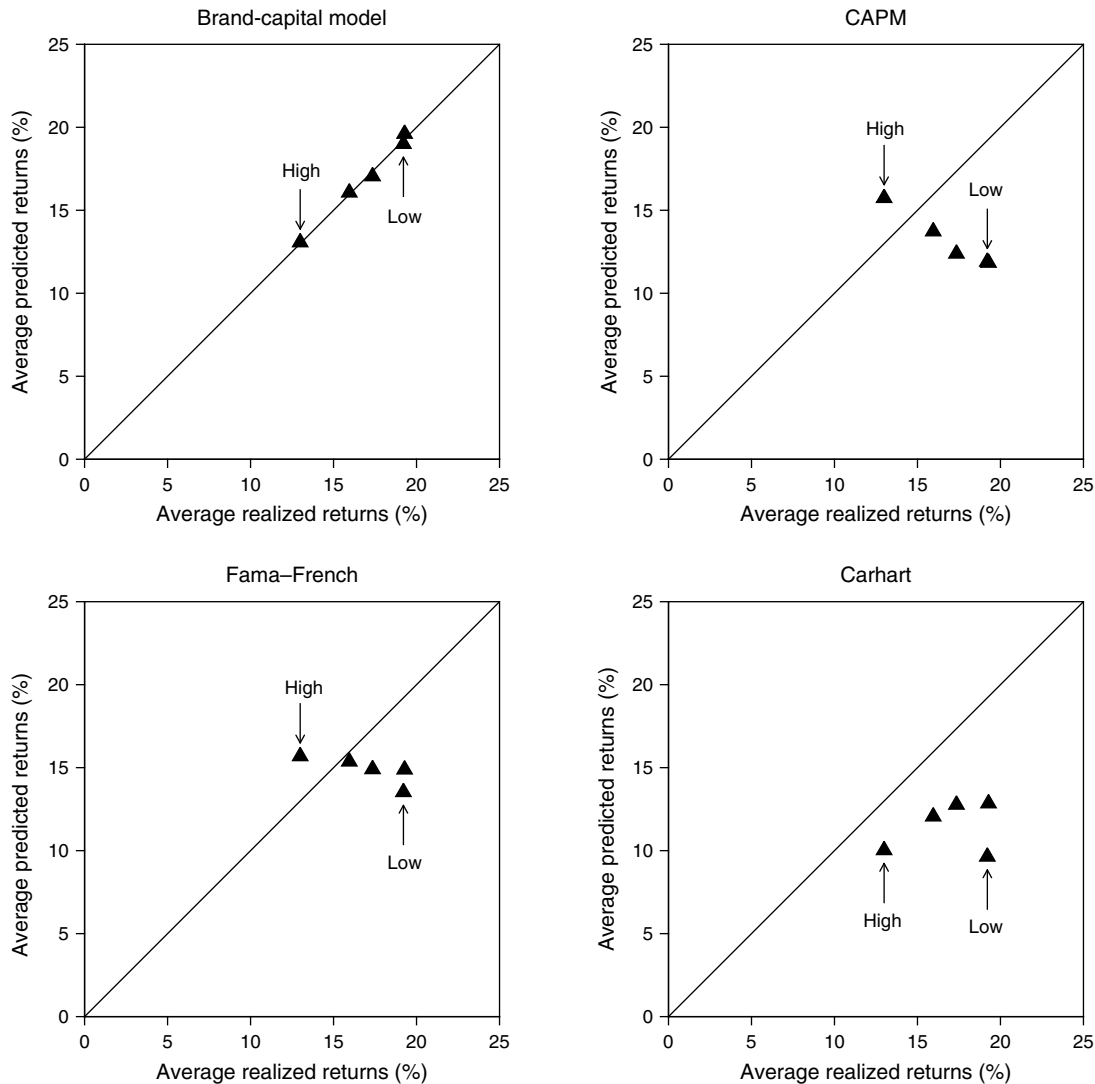 Brand-capital model
25
20
15
10
5
0
High
Low
0 5 10 15 20 25
Average predicted returns (%)
Average realized returns (%)
CAPM
25
20
15
10
5
0
High
Low
0 5 10 15 20 25
Average predicted returns (%)
Average realized returns (%)
Fama–French
25
20
15
10
5
0
High
Low
0 5 10 15 20 25
Average predicted returns (%)
Average realized returns (%)
Carhart
25
20
15
10
5
0
High
Low
0 5 10 15 20 25
Average predicted returns (%)
Average realized returns (%)